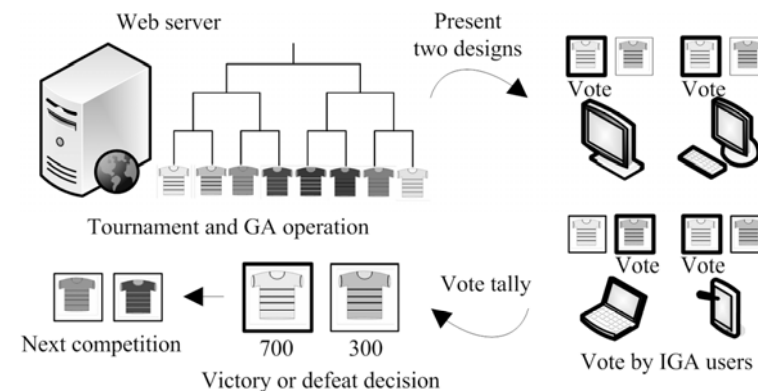 Web server
Present
two designs
Vote
Vote
Tournament and GA operation
Vote
Vote
Vote tally
Next competition
700
300
Victory or defeat decision
Vote by IGA users